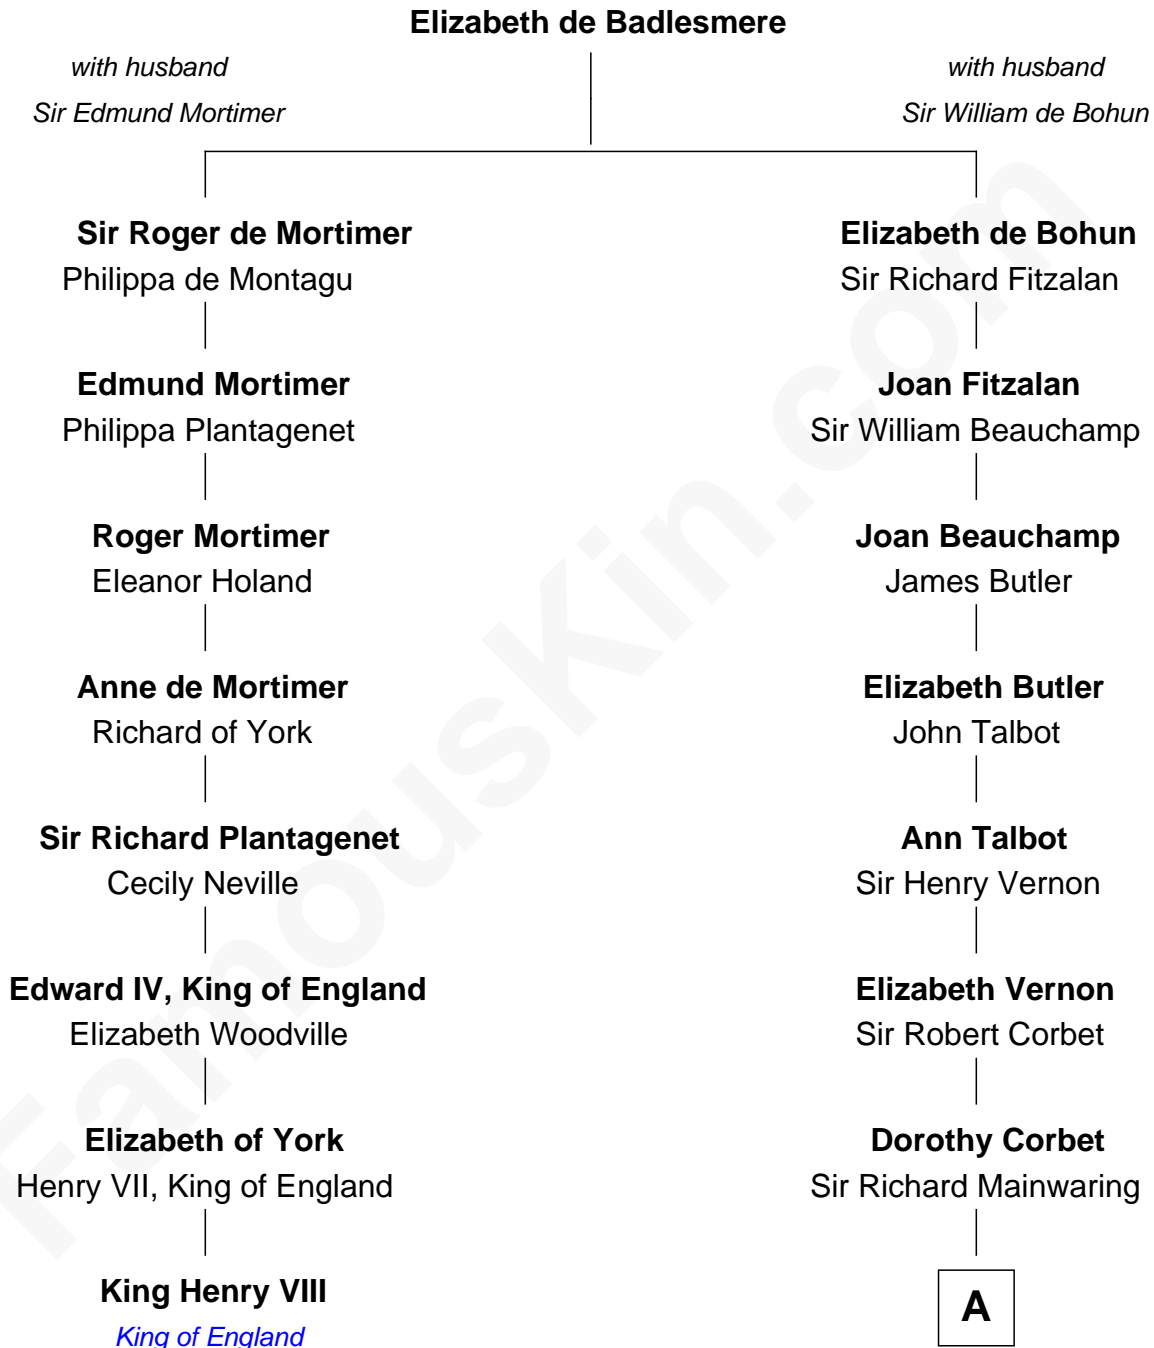 Elizabeth de Badlesmere
with husband
Sir Edmund Mortimer
with husband
Sir William de Bohun
Sir Roger de Mortimer
Philippa de Montagu
Edmund Mortimer
Philippa Plantagenet
Roger Mortimer
Eleanor Holand
Anne de Mortimer
Richard of York
Sir Richard Plantagenet
Cecily Neville
Edward IV, King of England
Elizabeth Woodville
Elizabeth of York
Henry VII, King of England
King Henry VIII
King of England
Elizabeth de Bohun
Sir Richard Fitzalan
Joan Fitzalan
Sir William Beauchamp
Joan Beauchamp
James Butler
Elizabeth Butler
John Talbot
Ann Talbot
Sir Henry Vernon
Elizabeth Vernon
Sir Robert Corbet
Dorothy Corbet
Sir Richard Mainwaring
A
FamousKin.com